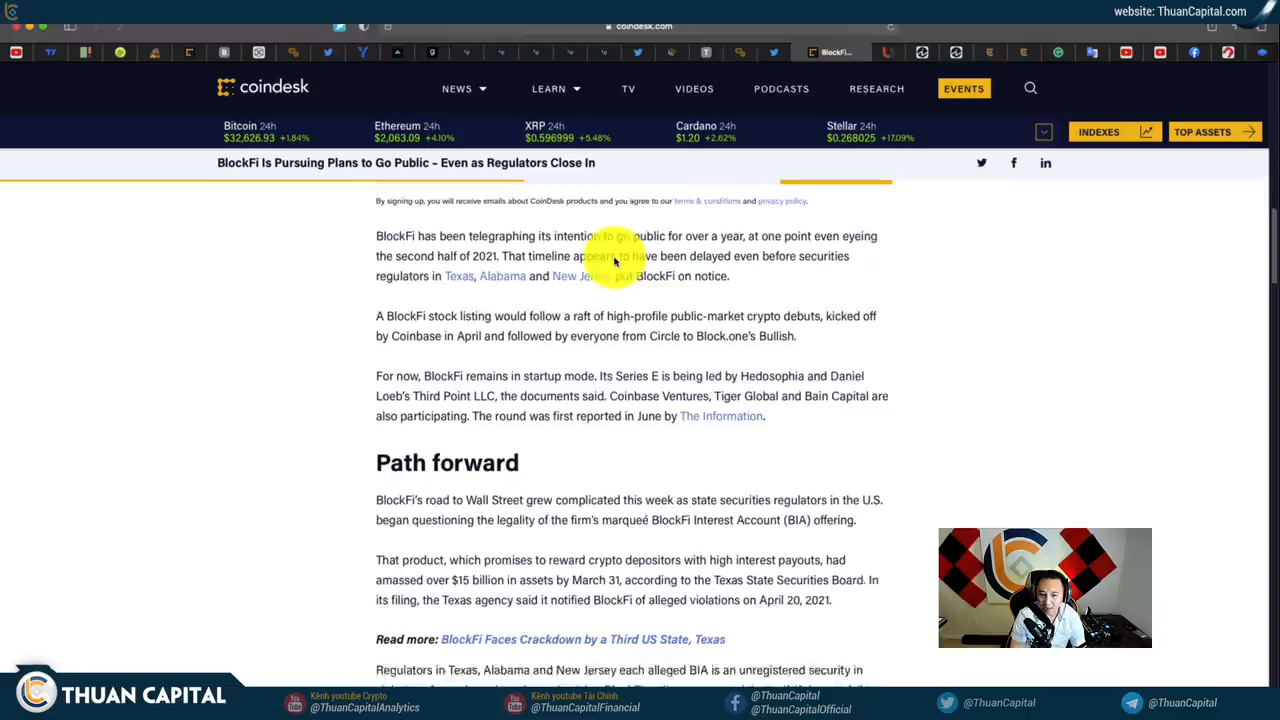 website: ThuanCapital.com
coindesk.com
BlockFi...
coindesk
NEWS
LEARN
TV
VIDEOS
PODCASTS
RESEARCH
EVENTS
Bitcoin 24h
$32,626.93 +1.84%
Ethereum 24h
$2,063.09 +4.10%
XRP 24h
$0.596999 +5.48%
Cardano 24h
$1.20 +2.62%
Stellar 24h
$0.268025 +17.09%
INDEXES
TOP ASSETS
BlockFi Is Pursuing Plans to Go Public – Even as Regulators Close In
By signing up, you will receive emails about CoinDesk products and you agree to our terms & conditions and privacy policy.
BlockFi has been telegraphing its intention to go public for over a year, at one point even eyeing
the second half of 2021. That timeline appears to have been delayed even before securities
regulators in Texas, Alabama and New Jersey put BlockFi on notice.
A BlockFi stock listing would follow a raft of high-profile public-market crypto debuts, kicked off
by Coinbase in April and followed by everyone from Circle to Block.one's Bullish.
For now, BlockFi remains in startup mode. Its Series E is being led by Hedosophia and Daniel
Loeb's Third Point LLC, the documents said. Coinbase Ventures, Tiger Global and Bain Capital are
also participating. The round was first reported in June by The Information.
Path forward
BlockFi's road to Wall Street grew complicated this week as state securities regulators in the U.S.
began questioning the legality of the firm's marqueé BlockFi Interest Account (BIA) offering.
That product, which promises to reward crypto depositors with high interest payouts, had
amassed over $15 billion in assets by March 31, according to the Texas State Securities Board. In
its filing, the Texas agency said it notified BlockFi of alleged violations on April 20, 2021.
Read more: BlockFi Faces Crackdown by a Third US State, Texas
Regulators in Texas, Alabama and New Jersey each alleged BIA is an unregistered security in
THUAN CAPITAL
Kênh youtube Crypto
@ThuanCapitalAnalytics
Kênh youtube Tài Chính
@ThuanCapitalFinancial
@ThuanCapital
@ThuanCapitalOfficial
@ThuanCapital
@ThuanCapital